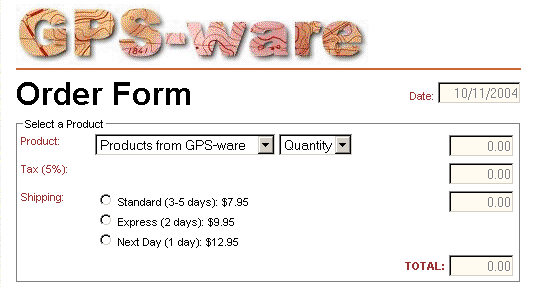 GPS-ware
Order Form
Date: 10/11/2004
Select a Product
Product: Products from GPS-ware Quantity 0.00
Tax (5%): 0.00
Shipping: Standard (3-5 days): $7.95 0.00
Express (2 days): $9.95
Next Day (1 day): $12.95
TOTAL: 0.00